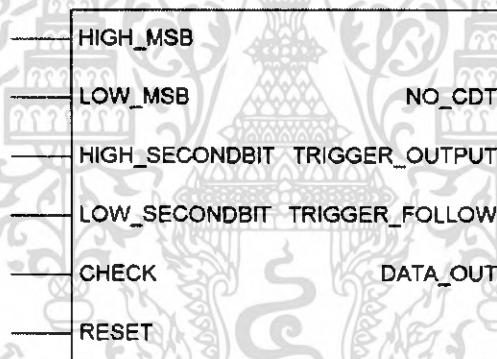 HIGH_MSB
LOW_MSB NO_CDT
HIGH_SECONDBIT TRIGGER_OUTPUT
LOW_SECONDBIT TRIGGER_FOLLOW
CHECK DATA_OUT
RESET